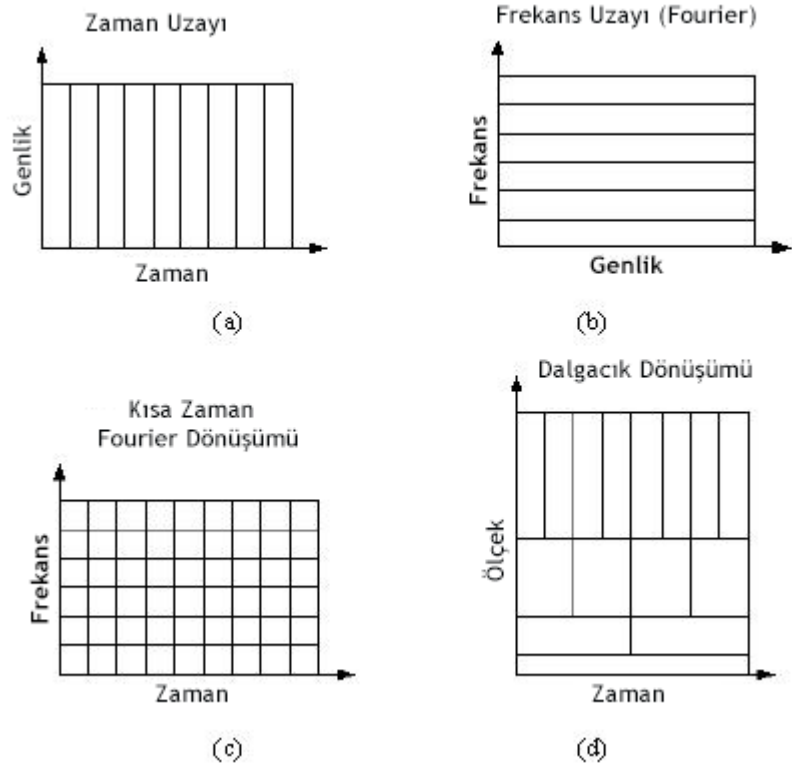 Zaman Uzayı
Genlik
Zaman
(a)
Frekans Uzayı (Fourier)
Frekans
Genlik
(b)
Kısa Zaman
Fourier Dönüşümü
Frekans
Zaman
(c)
Dalgacık Dönüşümü
Ölçek
Zaman
(d)